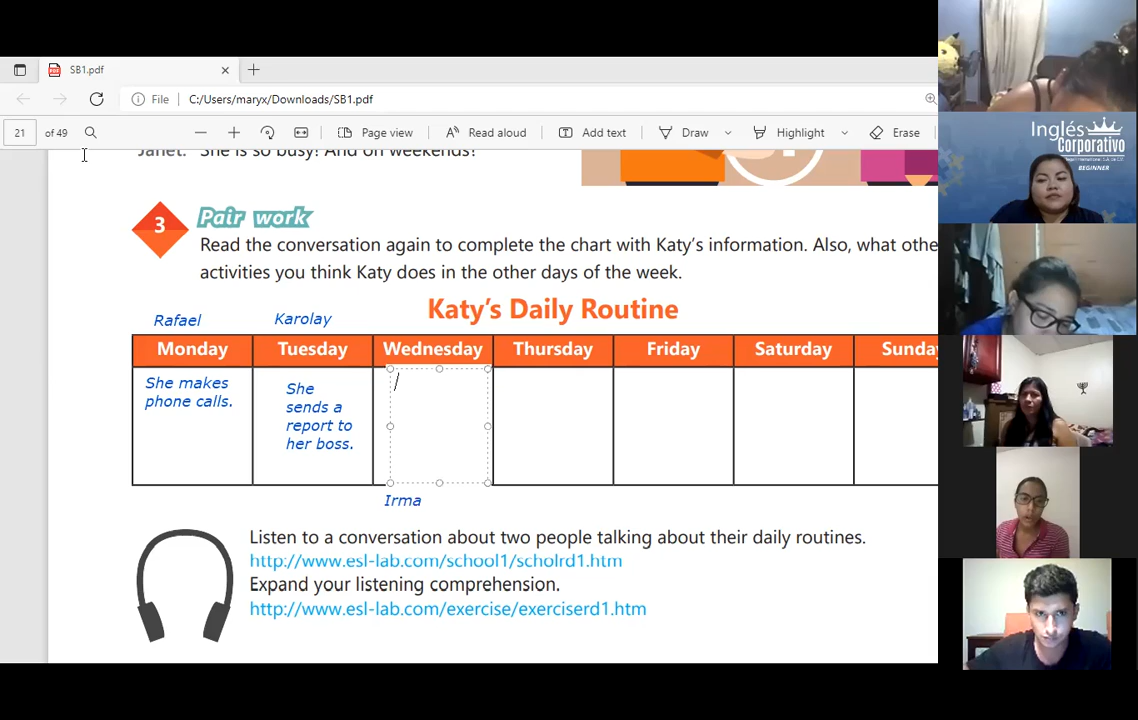 SB1.pdf
File C:/Users/maryx/Downloads/SB1.pdf
21 of 49 Page view Read aloud Add text Draw Highlight Erase
Janet: She is so busy! And on weekends?
3 Pair work
Read the conversation again to complete the chart with Katy's information. Also, what othe
activities you think Katy does in the other days of the week.
Katy's Daily Routine
Rafael Karolay
Monday Tuesday Wednesday Thursday Friday Saturday Sunday
She makes
phone calls.
She
sends a
report to
her boss.
Irma
Listen to a conversation about two people talking about their daily routines.
http://www.esl-lab.com/school1/scholrd1.htm
Expand your listening comprehension.
http://www.esl-lab.com/exercise/exerciserd1.htm
Inglés
Corporativo
BEGINNER